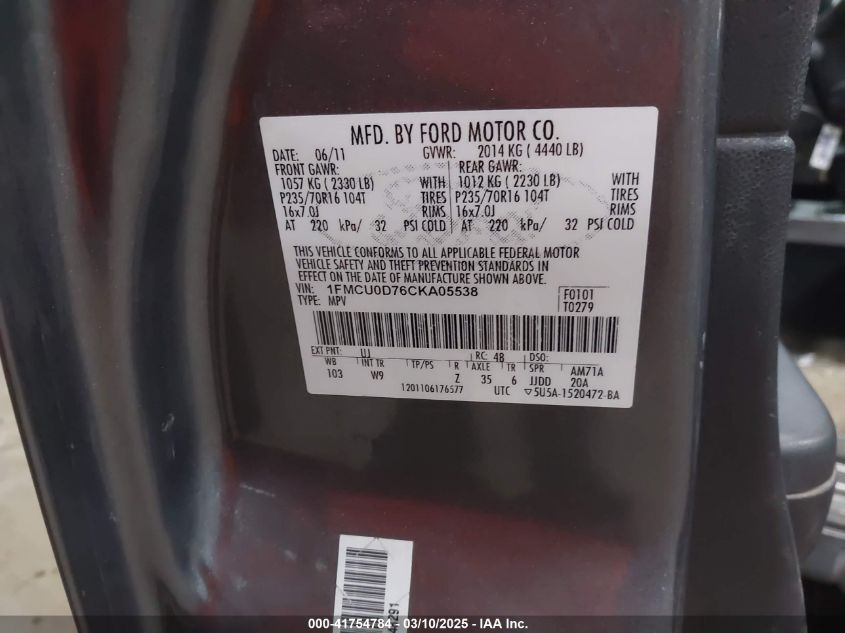 MFD. BY FORD MOTOR CO.
DATE: 06/11 GVWR: 2014 KG ( 4440 LB)
FRONT GAWR: REAR GAWR:
1057 KG ( 2330 LB) WITH 1012 KG ( 2230 LB) WITH
P235/70R16 104T TIRES P235/70R16 104T TIRES
16x7.0J RIMS 16x7.0J RIMS
AT 220 kPa/ 32 PSI COLD AT 220 kPa/ 32 PSI COLD
THIS VEHICLE CONFORMS TO ALL APPLICABLE FEDERAL MOTOR
VEHICLE SAFETY AND THEFT PREVENTION STANDARDS IN
EFFECT ON THE DATE OF MANUFACTURE SHOWN ABOVE.
VIN: 1FMCU0D76CKA05538 F0101
TYPE: MPV T0279
EXT PNT: UJ RC: 4B DSO:
WB INT TR TP/PS R AXLE TR SPR AM71A
103 W9 Z 35 6 JJDD 20A
1201106176577 UTC ▽5U5A-1520472-BA
000-41754784 - 03/10/2025 - IAA Inc.